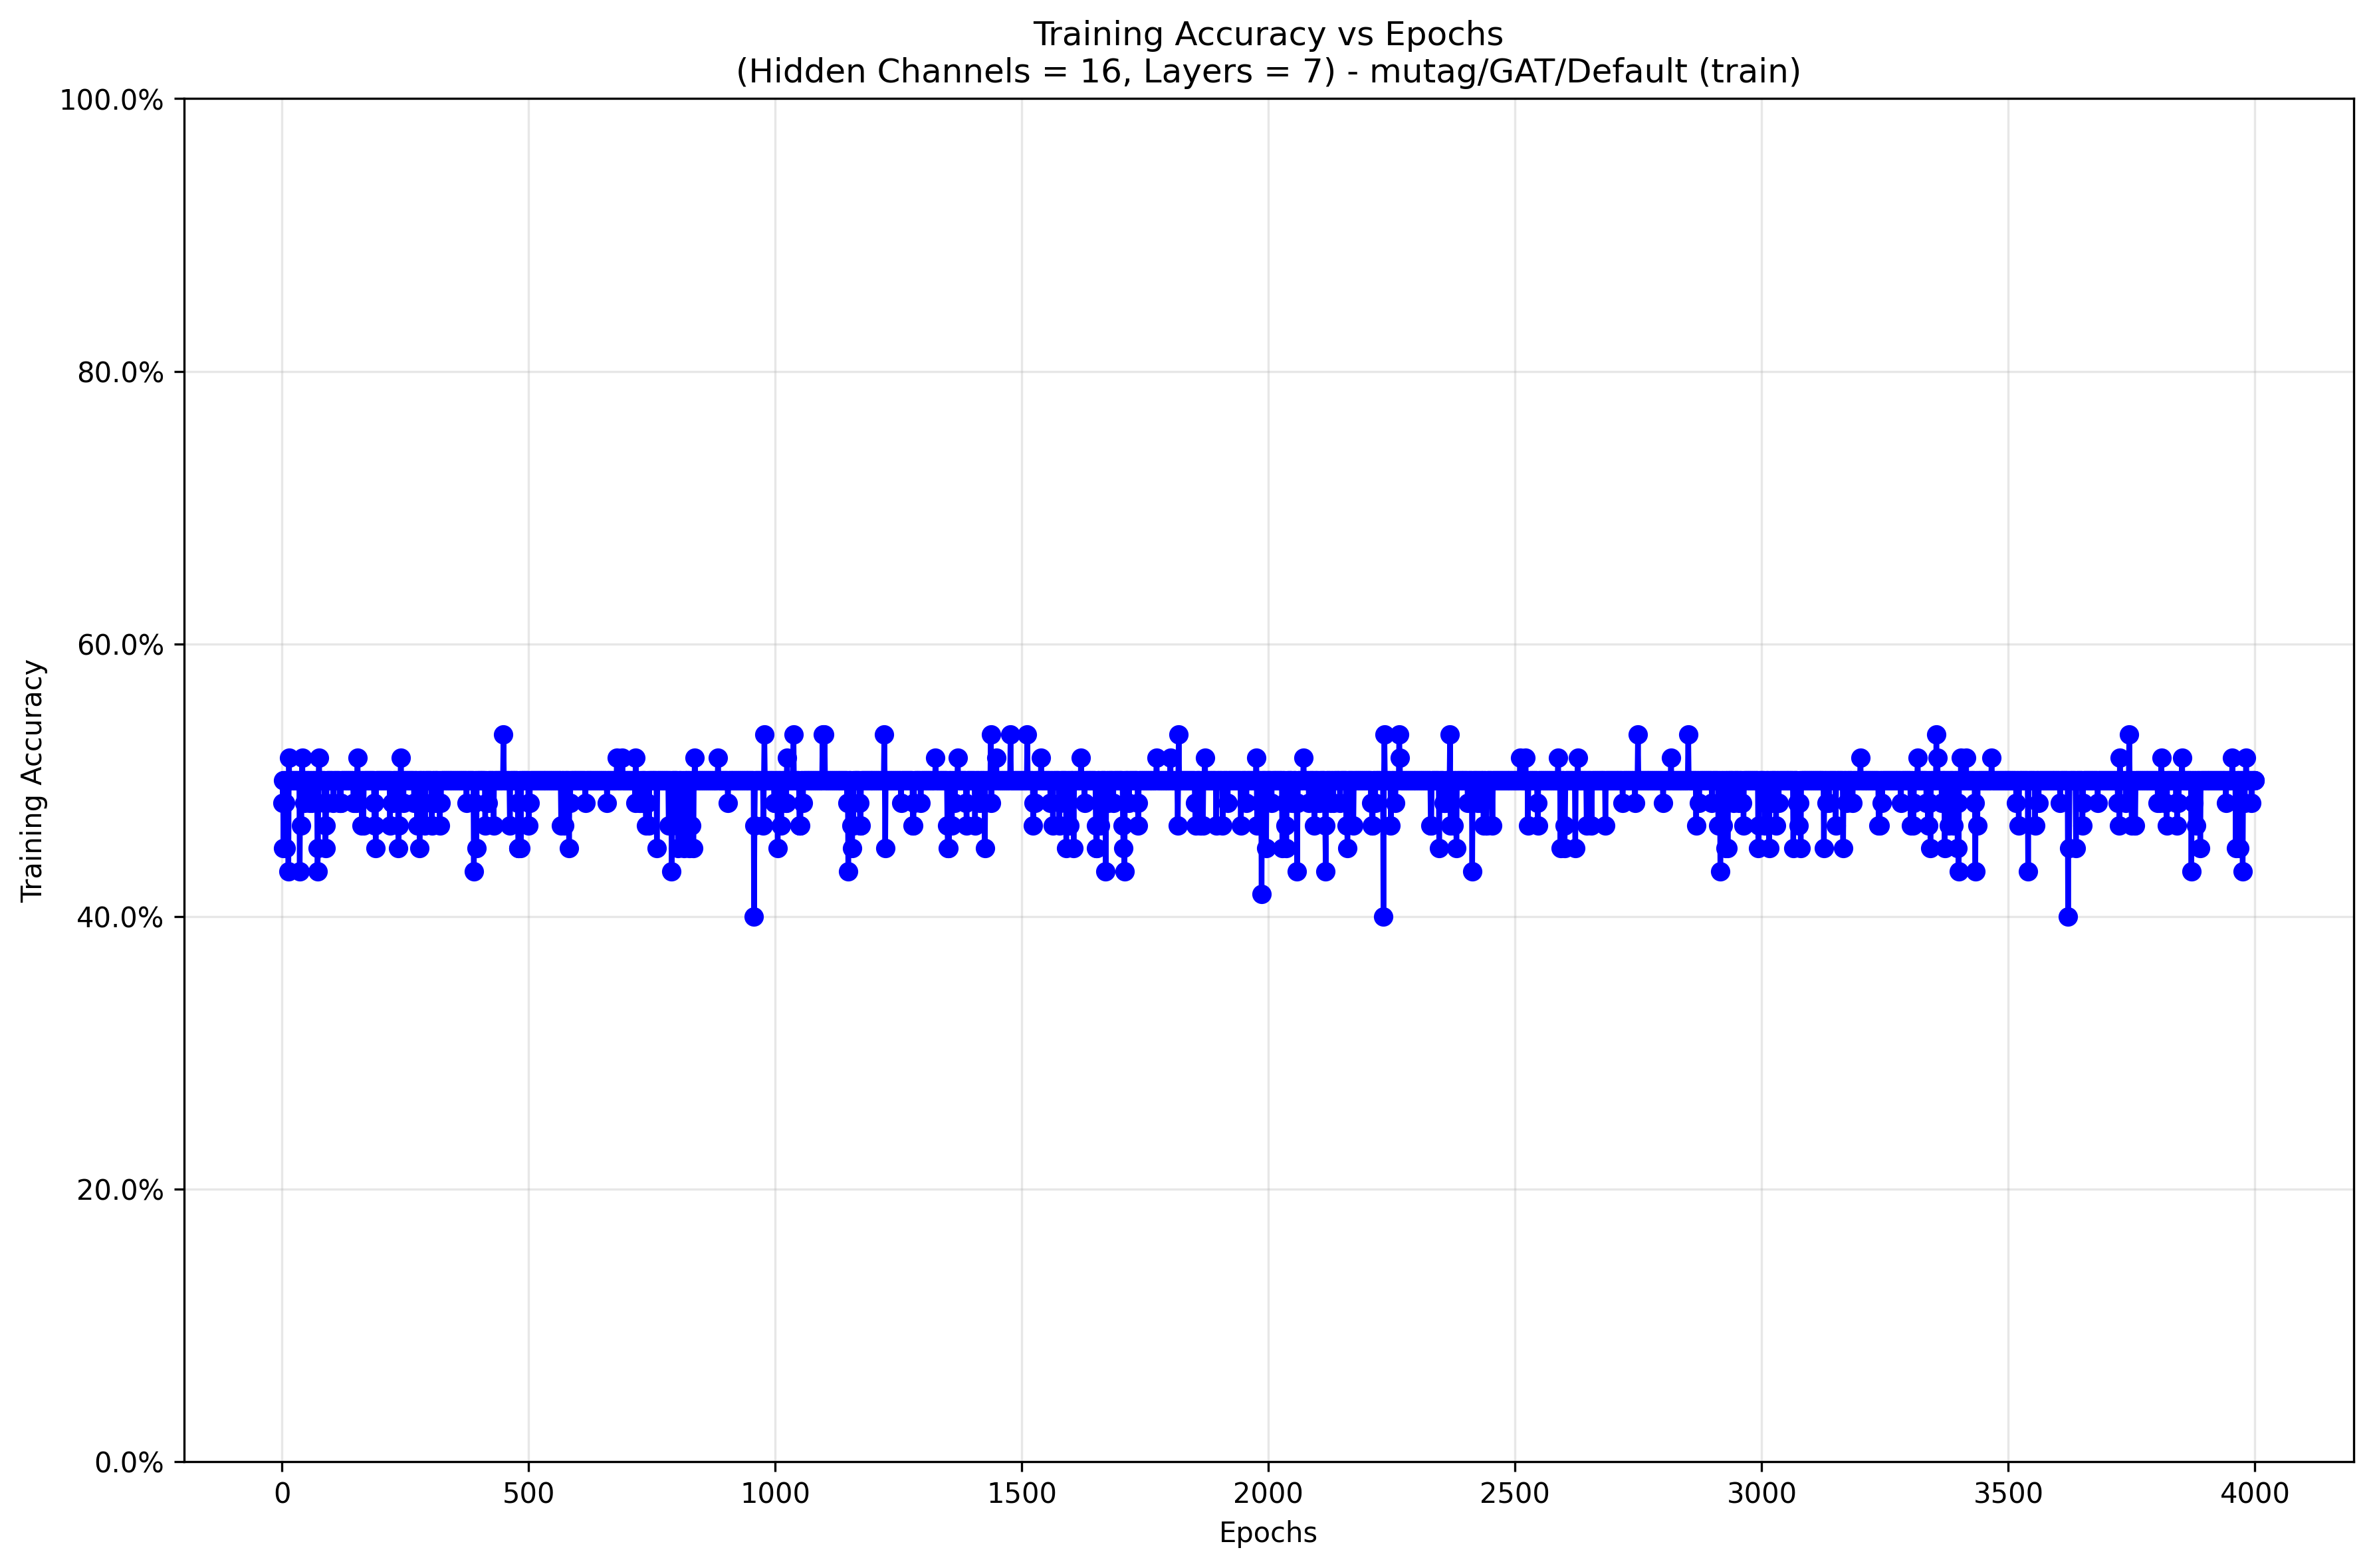 Training Accuracy vs Epochs
(Hidden Channels = 16, Layers = 7) - mutag/GAT/Default (train)
100.0%
80.0%
60.0%
40.0%
20.0%
0.0%
Training Accuracy
0 500 1000 1500 2000 2500 3000 3500 4000
Epochs